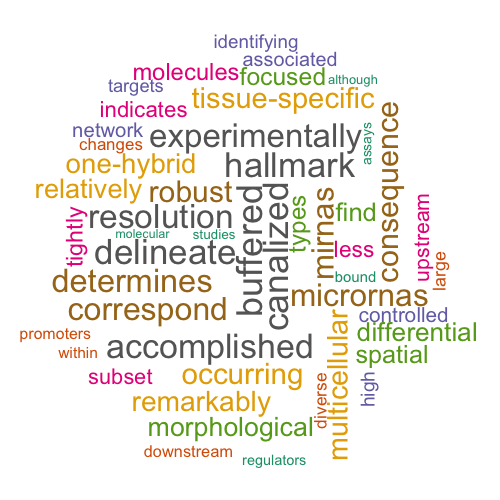 identifying
associated
molecules
focused
although
targets
tissue-specific
indicates
network
experimentally
assays
changes
one-hybrid
hallmark
consequence
relatively
robust
buffered
canalized
types
mirnas
find
upstream
resolution
tightly
molecular
studies
delineate
less
large
determines
bound
micrornas
correspond
controlled
promoters
accomplished
differential
within
multicellular
spatial
subset
occurring
diverse
high
remarkably
morphological
downstream
regulators